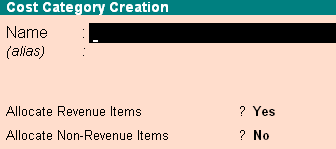 Cost Category Creation
Name :
(alias) :
Allocate Revenue Items ? Yes
Allocate Non-Revenue Items ? No